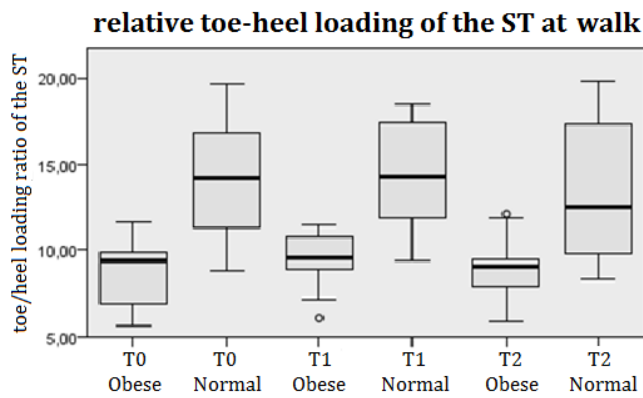 relative toe-heel loading of the ST at walk
toe/heel loading ratio of the ST
20,00
15,00
10,00
5,00
T0 T0 T1 T1 T2 T2
Obese Normal Obese Normal Obese Normal